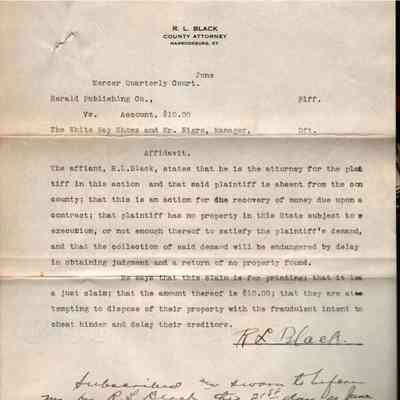 R. L. BLACK
COUNTY ATTORNEY
HARRODSBURG, KY.
June
Mercer Quarterly Court.
Herald Publishing Co., Plff.
Vs. Account, $10.00
The White Way Shows and Mr. Nigro, Manager, Dft.
Affidavit.
The affiant, R.L.Black, states that he is the attorney for the plai
tiff in this action and that said plaintiff is absent from the
county; that this is an action for the recovery of money due upon a
contract; that plaintiff has no property in this State subject to
execution, or not enough thereof to satisfy the plaintiff's demand,
and that the collection of said demand will be endangered by delay
in obtaining judgment and a return of no property found.
He says that this claim is for printing; that it is
a just claim; that the amount thereof is $10.00; that they are at
tempting to dispose of their property with the fraudulent intent to
cheat hinder and delay their creditors.
R L Black.
Subscribed & sworn to before
me by R L Black this 21st day of June